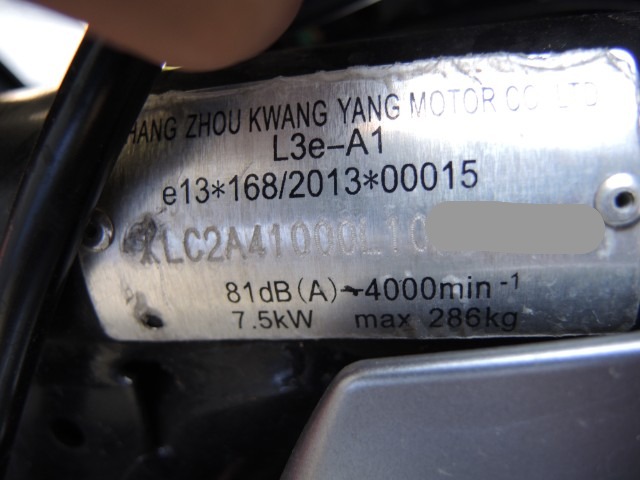 HANG ZHOU KWANG YANG MOTOR CO., LTD
L3e-A1
e13*168/2013*00015
LC2A41000L10
81dB(A)-4000min -1
7.5kW max 286kg